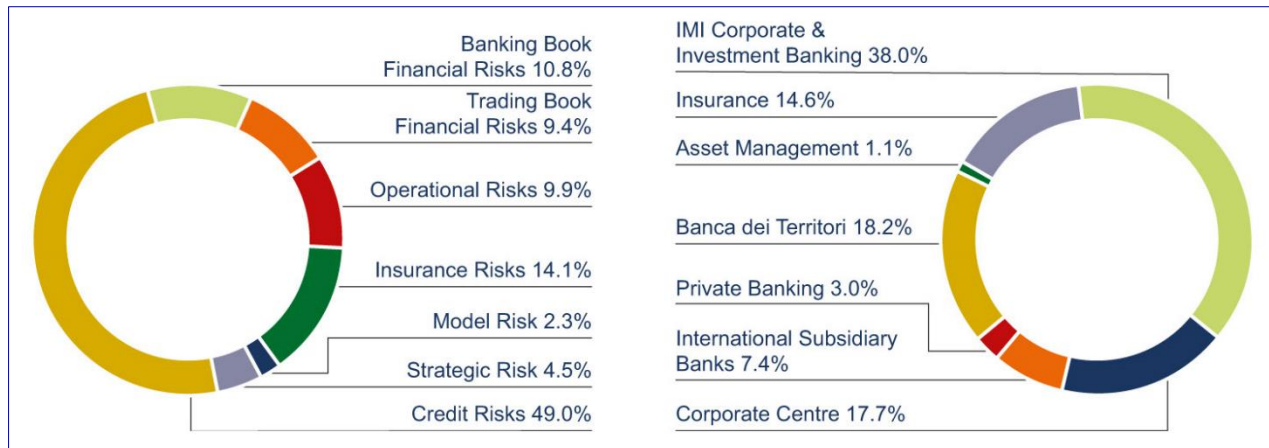 Banking Book
Financial Risks 10.8%
Trading Book
Financial Risks 9.4%
Operational Risks 9.9%
Insurance Risks 14.1%
Model Risk 2.3%
Strategic Risk 4.5%
Credit Risks 49.0%
IMI Corporate &
Investment Banking 38.0%
Insurance 14.6%
Asset Management 1.1%
Banca dei Territori 18.2%
Private Banking 3.0%
International Subsidiary
Banks 7.4%
Corporate Centre 17.7%